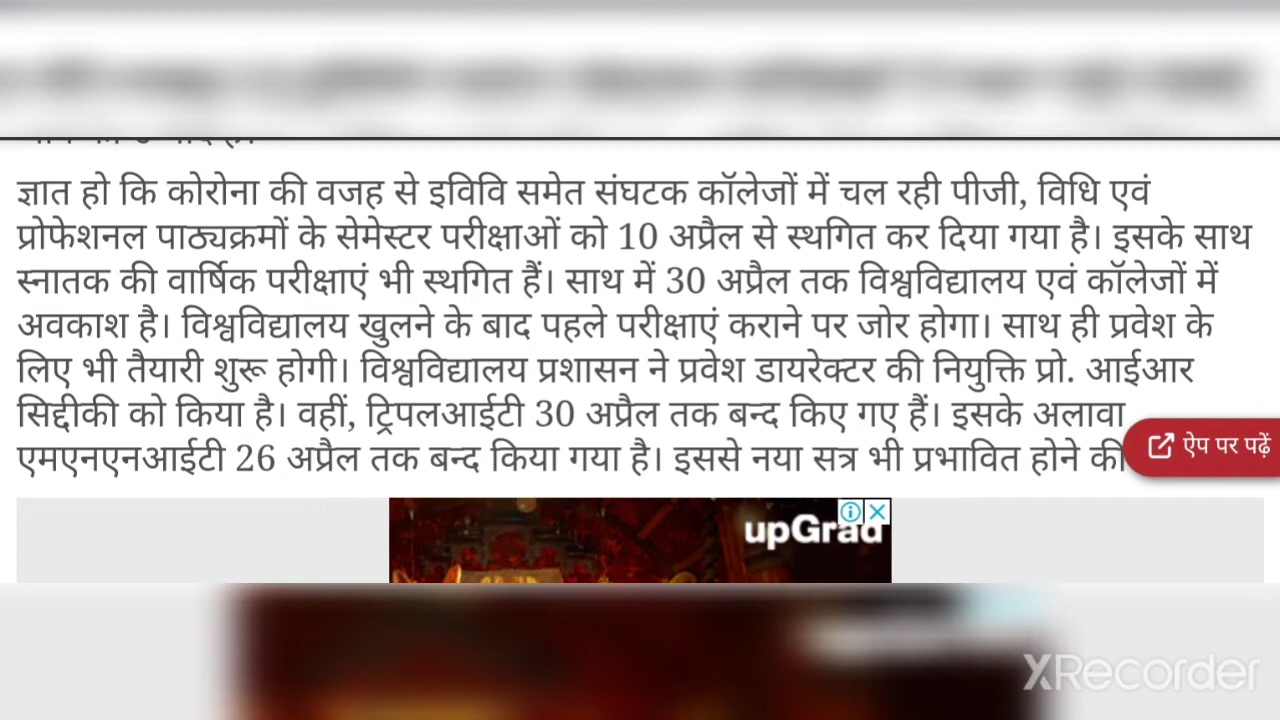 ज्ञात हो कि कोरोना की वजह से इविवि समेत संघटक कॉलेजों में चल रही पीजी, विधि एवं
प्रोफेशनल पाठ्यक्रमों के सेमेस्टर परीक्षाओं को 10 अप्रैल से स्थगित कर दिया गया है। इसके साथ
स्नातक की वार्षिक परीक्षाएं भी स्थगित हैं। साथ में 30 अप्रैल तक विश्वविद्यालय एवं कॉलेजों में
अवकाश है। विश्वविद्यालय खुलने के बाद पहले परीक्षाएं कराने पर जोर होगा। साथ ही प्रवेश के
लिए भी तैयारी शुरू होगी। विश्वविद्यालय प्रशासन ने प्रवेश डायरेक्टर की नियुक्ति प्रो. आईआर
सिद्दीकी को किया है। वहीं, ट्रिपलआईटी 30 अप्रैल तक बन्द किए गए हैं। इसके अलावा
एमएनएनआईटी 26 अप्रैल तक बन्द किया गया है। इससे नया सत्र भी प्रभावित होने की
ऐप पर पढ़ें
upGrad
XRecorder